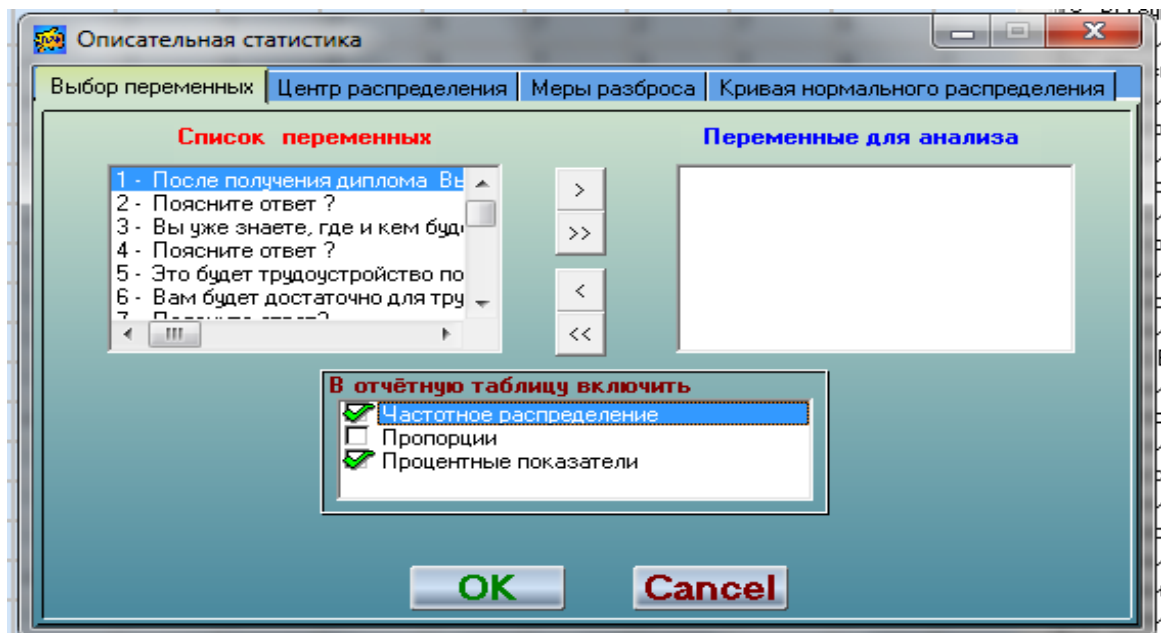 Описательная статистика
Выбор переменных Центр распределения Меры разброса Кривая нормального распределения
Список переменных
Переменные для анализа
1 - После получения диплома Вы
2 - Поясните ответ ?
3 - Вы уже знаете, где и кем буд
4 - Поясните ответ ?
5 - Это будет трудоустройство по
6 - Вам будет достаточно для тру
>
>>
<
<<
В отчётную таблицу включить
Частотное распределение
Пропорции
Процентные показатели
OK Cancel